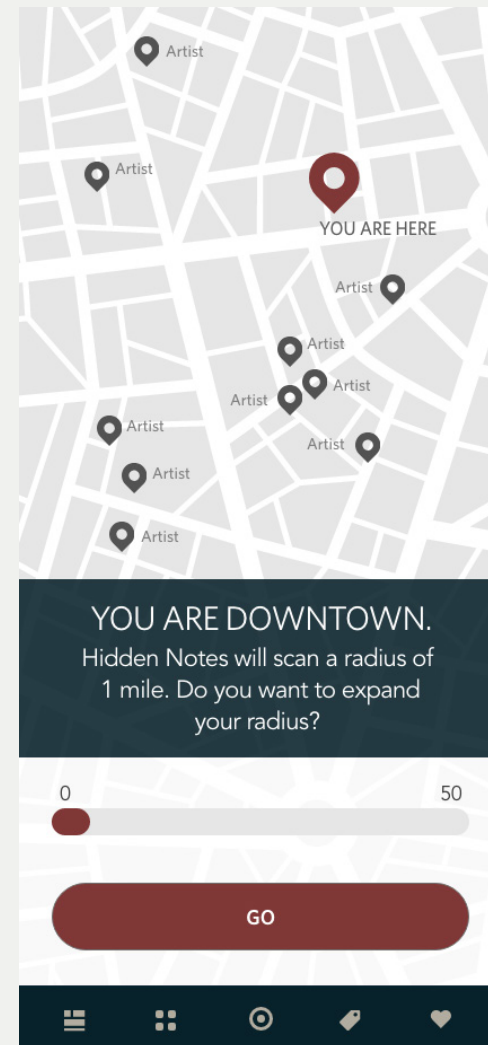 Artist
Artist
YOU ARE HERE
Artist
Artist
Artist
Artist
Artist
Artist
Artist
Artist
YOU ARE DOWNTOWN.
Hidden Notes will scan a radius of
1 mile. Do you want to expand
your radius?
0 50
GO